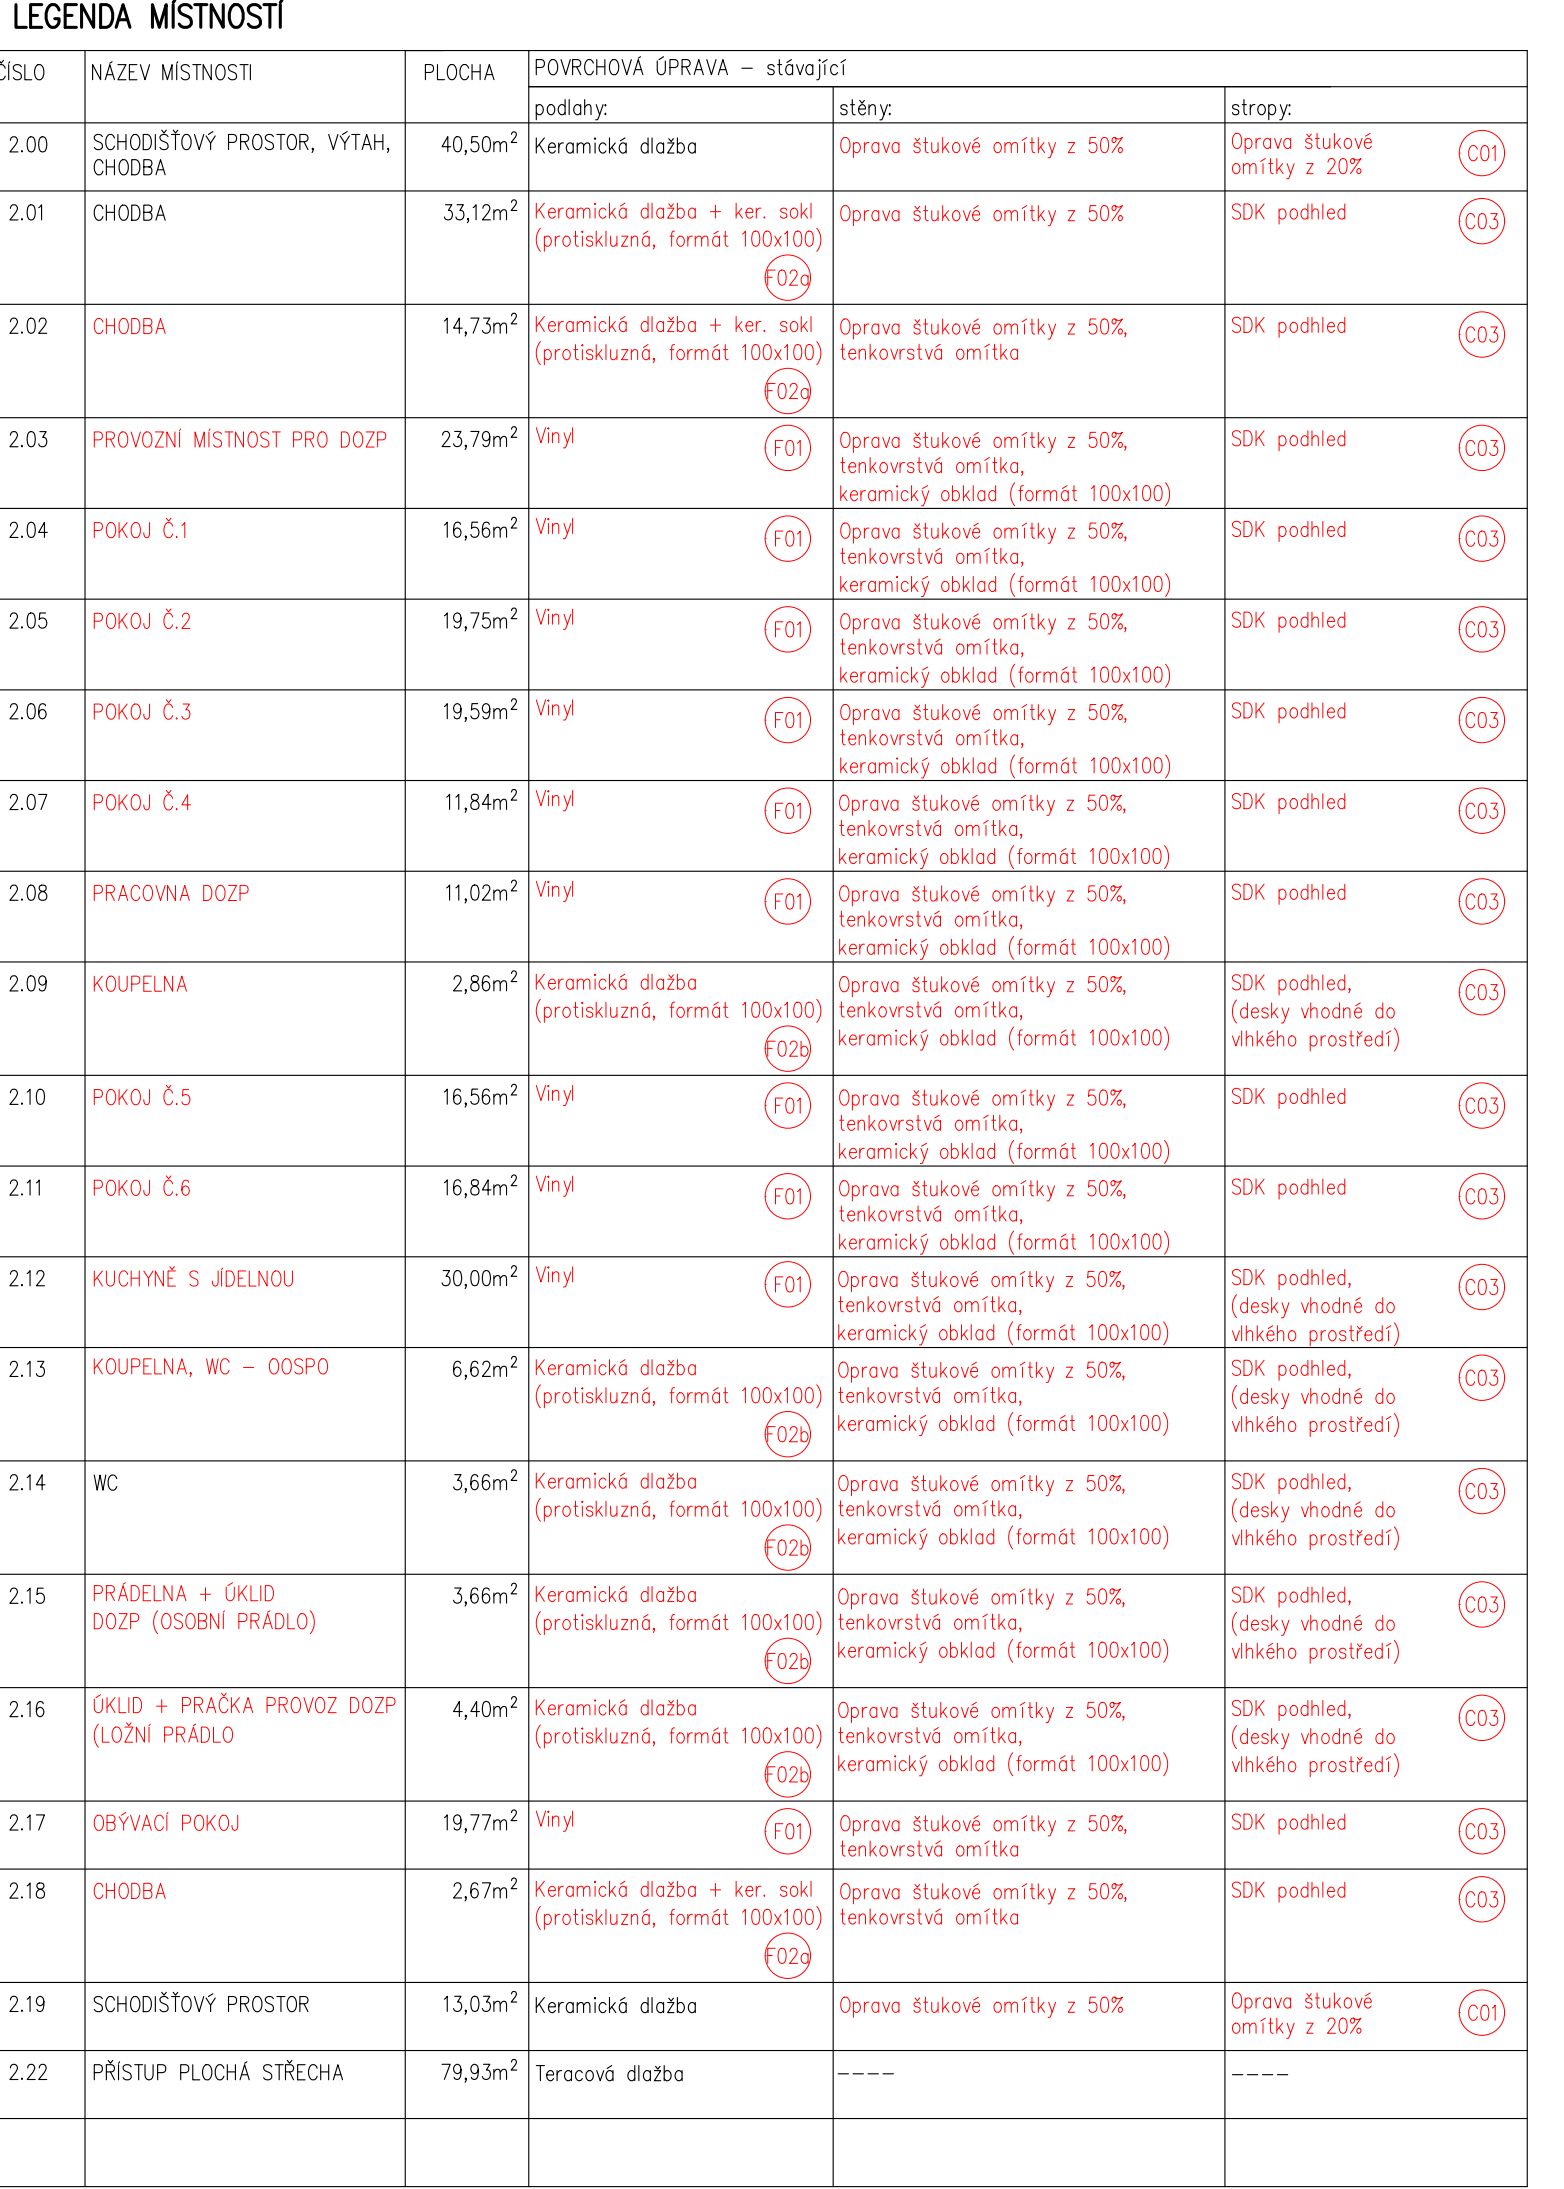 LEGENDA MÍSTNOSTÍ
ČÍSLO NÁZEV MÍSTNOSTI PLOCHA POVRCHOVÁ ÚPRAVA – stávající
podlahy: stěny: stropy:
2.00 SCHODIŠŤOVÝ PROSTOR, VÝTAH, 40,50m² Keramická dlažba Oprava štukové omítky z 50% Oprava štukové C01
CHODBA omítky z 20%
2.01 CHODBA 33,12m² Keramická dlažba + ker. sokl Oprava štukové omítky z 50% SDK podhled C03
(protiskluzná, formát 100x100)
F02a
2.02 CHODBA 14,73m² Keramická dlažba + ker. sokl Oprava štukové omítky z 50%, SDK podhled C03
(protiskluzná, formát 100x100) tenkovrstvá omítka
F02a
2.03 PROVOZNÍ MÍSTNOST PRO DOZP 23,79m² Vinyl F01 Oprava štukové omítky z 50%, SDK podhled C03
tenkovrstvá omítka,
keramický obklad (formát 100x100)
2.04 POKOJ Č.1 16,56m² Vinyl F01 Oprava štukové omítky z 50%, SDK podhled C03
tenkovrstvá omítka,
keramický obklad (formát 100x100)
2.05 POKOJ Č.2 19,75m² Vinyl F01 Oprava štukové omítky z 50%, SDK podhled C03
tenkovrstvá omítka,
keramický obklad (formát 100x100)
2.06 POKOJ Č.3 19,59m² Vinyl F01 Oprava štukové omítky z 50%, SDK podhled C03
tenkovrstvá omítka,
keramický obklad (formát 100x100)
2.07 POKOJ Č.4 11,84m² Vinyl F01 Oprava štukové omítky z 50%, SDK podhled C03
tenkovrstvá omítka,
keramický obklad (formát 100x100)
2.08 PRACOVNA DOZP 11,02m² Vinyl F01 Oprava štukové omítky z 50%, SDK podhled C03
tenkovrstvá omítka,
keramický obklad (formát 100x100)
2.09 KOUPELNA 2,86m² Keramická dlažba Oprava štukové omítky z 50%, SDK podhled, C03
(protiskluzná, formát 100x100) tenkovrstvá omítka, (desky vhodné do
F02b keramický obklad (formát 100x100) vlhkého prostředí)
2.10 POKOJ Č.5 16,56m² Vinyl F01 Oprava štukové omítky z 50%, SDK podhled C03
tenkovrstvá omítka,
keramický obklad (formát 100x100)
2.11 POKOJ Č.6 16,84m² Vinyl F01 Oprava štukové omítky z 50%, SDK podhled C03
tenkovrstvá omítka,
keramický obklad (formát 100x100)
2.12 KUCHYNĚ S JÍDELNOU 30,00m² Vinyl F01 Oprava štukové omítky z 50%, SDK podhled, C03
tenkovrstvá omítka, (desky vhodné do
keramický obklad (formát 100x100) vlhkého prostředí)
2.13 KOUPELNA, WC – OOSPO 6,62m² Keramická dlažba Oprava štukové omítky z 50%, SDK podhled, C03
(protiskluzná, formát 100x100) tenkovrstvá omítka, (desky vhodné do
F02b keramický obklad (formát 100x100) vlhkého prostředí)
2.14 WC 3,66m² Keramická dlažba Oprava štukové omítky z 50%, SDK podhled, C03
(protiskluzná, formát 100x100) tenkovrstvá omítka, (desky vhodné do
F02b keramický obklad (formát 100x100) vlhkého prostředí)
2.15 PRÁDELNA + ÚKLID 3,66m² Keramická dlažba Oprava štukové omítky z 50%, SDK podhled, C03
DOZP (OSOBNÍ PRÁDLO) (protiskluzná, formát 100x100) tenkovrstvá omítka, (desky vhodné do
F02b keramický obklad (formát 100x100) vlhkého prostředí)
2.16 ÚKLID + PRAČKA PROVOZ DOZP 4,40m² Keramická dlažba Oprava štukové omítky z 50%, SDK podhled, C03
(LOŽNÍ PRÁDLO (protiskluzná, formát 100x100) tenkovrstvá omítka, (desky vhodné do
F02b keramický obklad (formát 100x100) vlhkého prostředí)
2.17 OBÝVACÍ POKOJ 19,77m² Vinyl F01 Oprava štukové omítky z 50%, SDK podhled C03
tenkovrstvá omítka
2.18 CHODBA 2,67m² Keramická dlažba + ker. sokl Oprava štukové omítky z 50%, SDK podhled C03
(protiskluzná, formát 100x100) tenkovrstvá omítka
F02a
2.19 SCHODIŠŤOVÝ PROSTOR 13,03m² Keramická dlažba Oprava štukové omítky z 50% Oprava štukové C01
omítky z 20%
2.22 PŘÍSTUP PLOCHÁ STŘECHA 79,93m² Teracová dlažba ---- ----